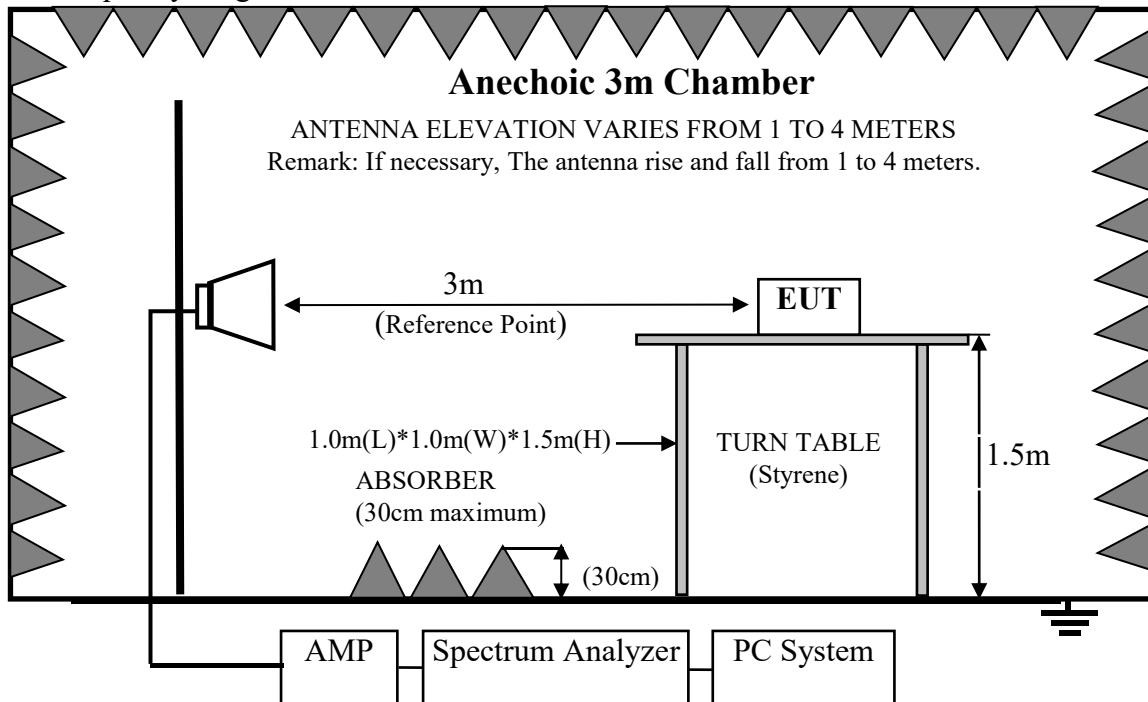 Anechoic 3m Chamber
ANTENNA ELEVATION VARIES FROM 1 TO 4 METERS
Remark: If necessary, The antenna rise and fall from 1 to 4 meters.
3m
(Reference Point)
EUT
1.0m(L)*1.0m(W)*1.5m(H)
TURN TABLE
(Styrene)
1.5m
ABSORBER
(30cm maximum)
(30cm)
AMP
Spectrum Analyzer
PC System